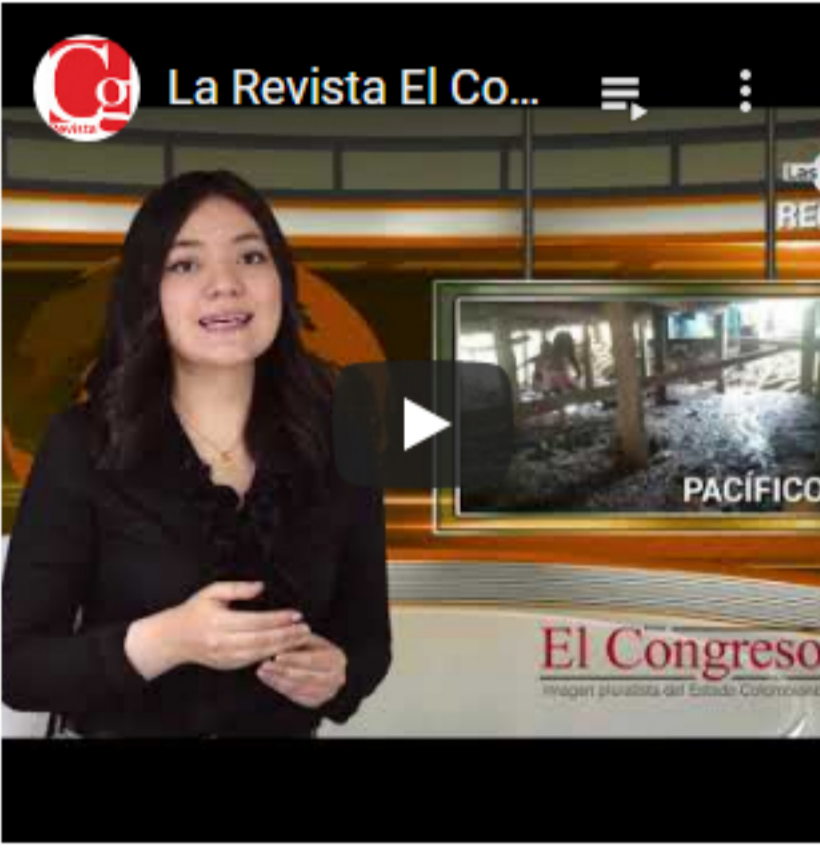 Cg
Revista
La Revista El Co...
Las
RE
PACÍFICO
El Congreso
Imagen pluralista del Estado Colombiano